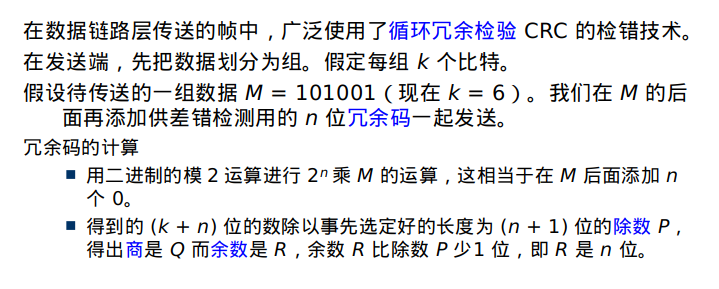 在数据链路层传送的帧中，广泛使用了循环冗余检验 CRC 的检错技术。
在发送端，先把数据划分为组。假定每组 k 个比特。
假设待传送的一组数据 M = 101001（现在 k = 6）。我们在 M 的后
面再添加供差错检测用的 n 位冗余码一起发送。
冗余码的计算
■ 用二进制的模 2 运算进行 2ⁿ 乘 M 的运算，这相当于在 M 后面添加 n
个 0。
■ 得到的 (k + n) 位的数除以事先选定好的长度为 (n + 1) 位的除数 P，
得出商是 Q 而余数是 R，余数 R 比除数 P 少1 位，即 R 是 n 位。